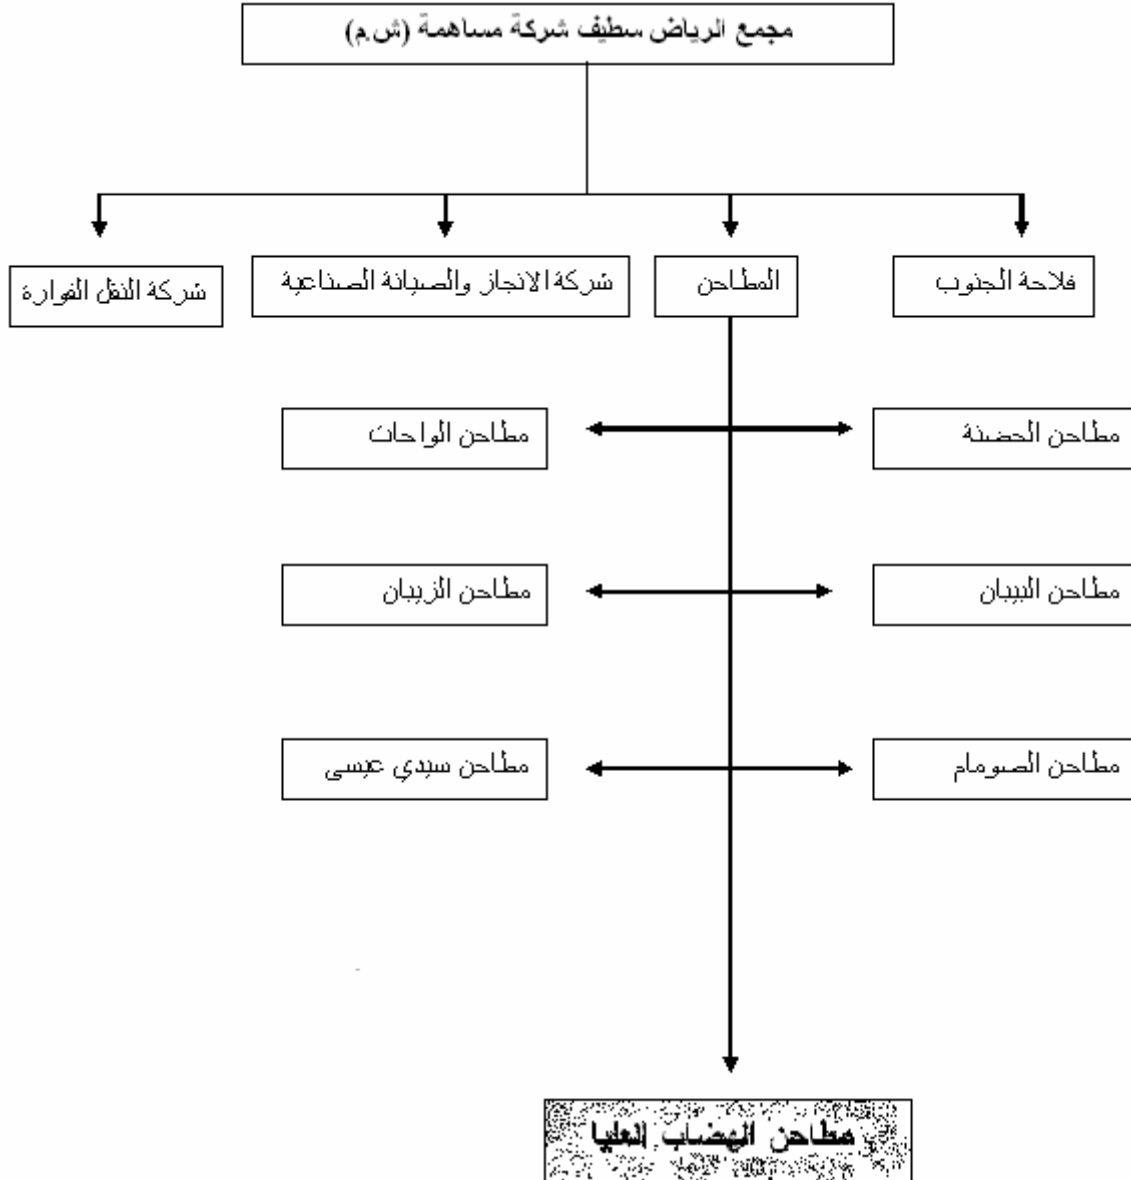 مجمع الرياض سطيف شركة مساهمة (ش.م)
فلاحة الجنوب
المطاحن
شركة الانجاز والصيانة الصناعية
شركة النقل الفوارة
مطاحن الحضنة
مطاحن الواحات
مطاحن البيبان
مطاحن الزيبان
مطاحن الصومام
مطاحن سيدي عيسى
مطاحن الهضاب العليا